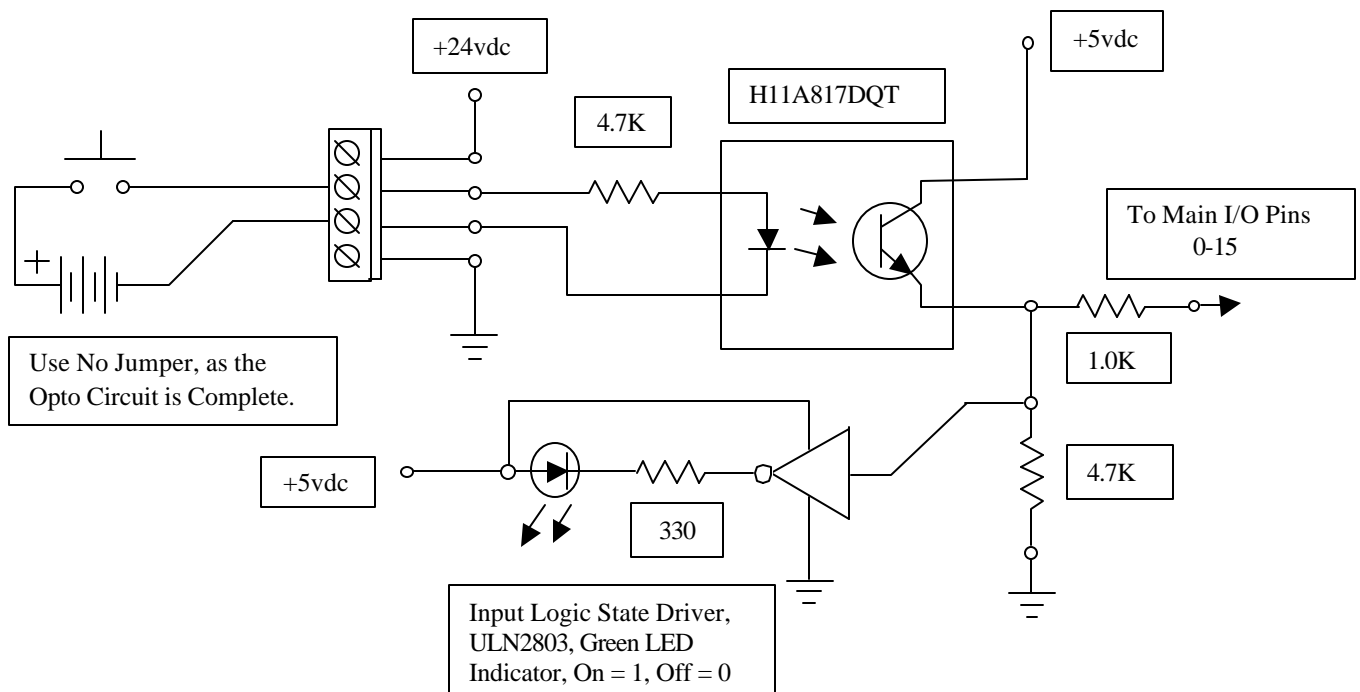 +24vdc
+5vdc
H11A817DQT
4.7K
To Main I/O Pins
0-15
+
1.0K
Use No Jumper, as the
Opto Circuit is Complete.
4.7K
+5vdc
330
Input Logic State Driver,
ULN2803, Green LED
Indicator, On = 1, Off = 0